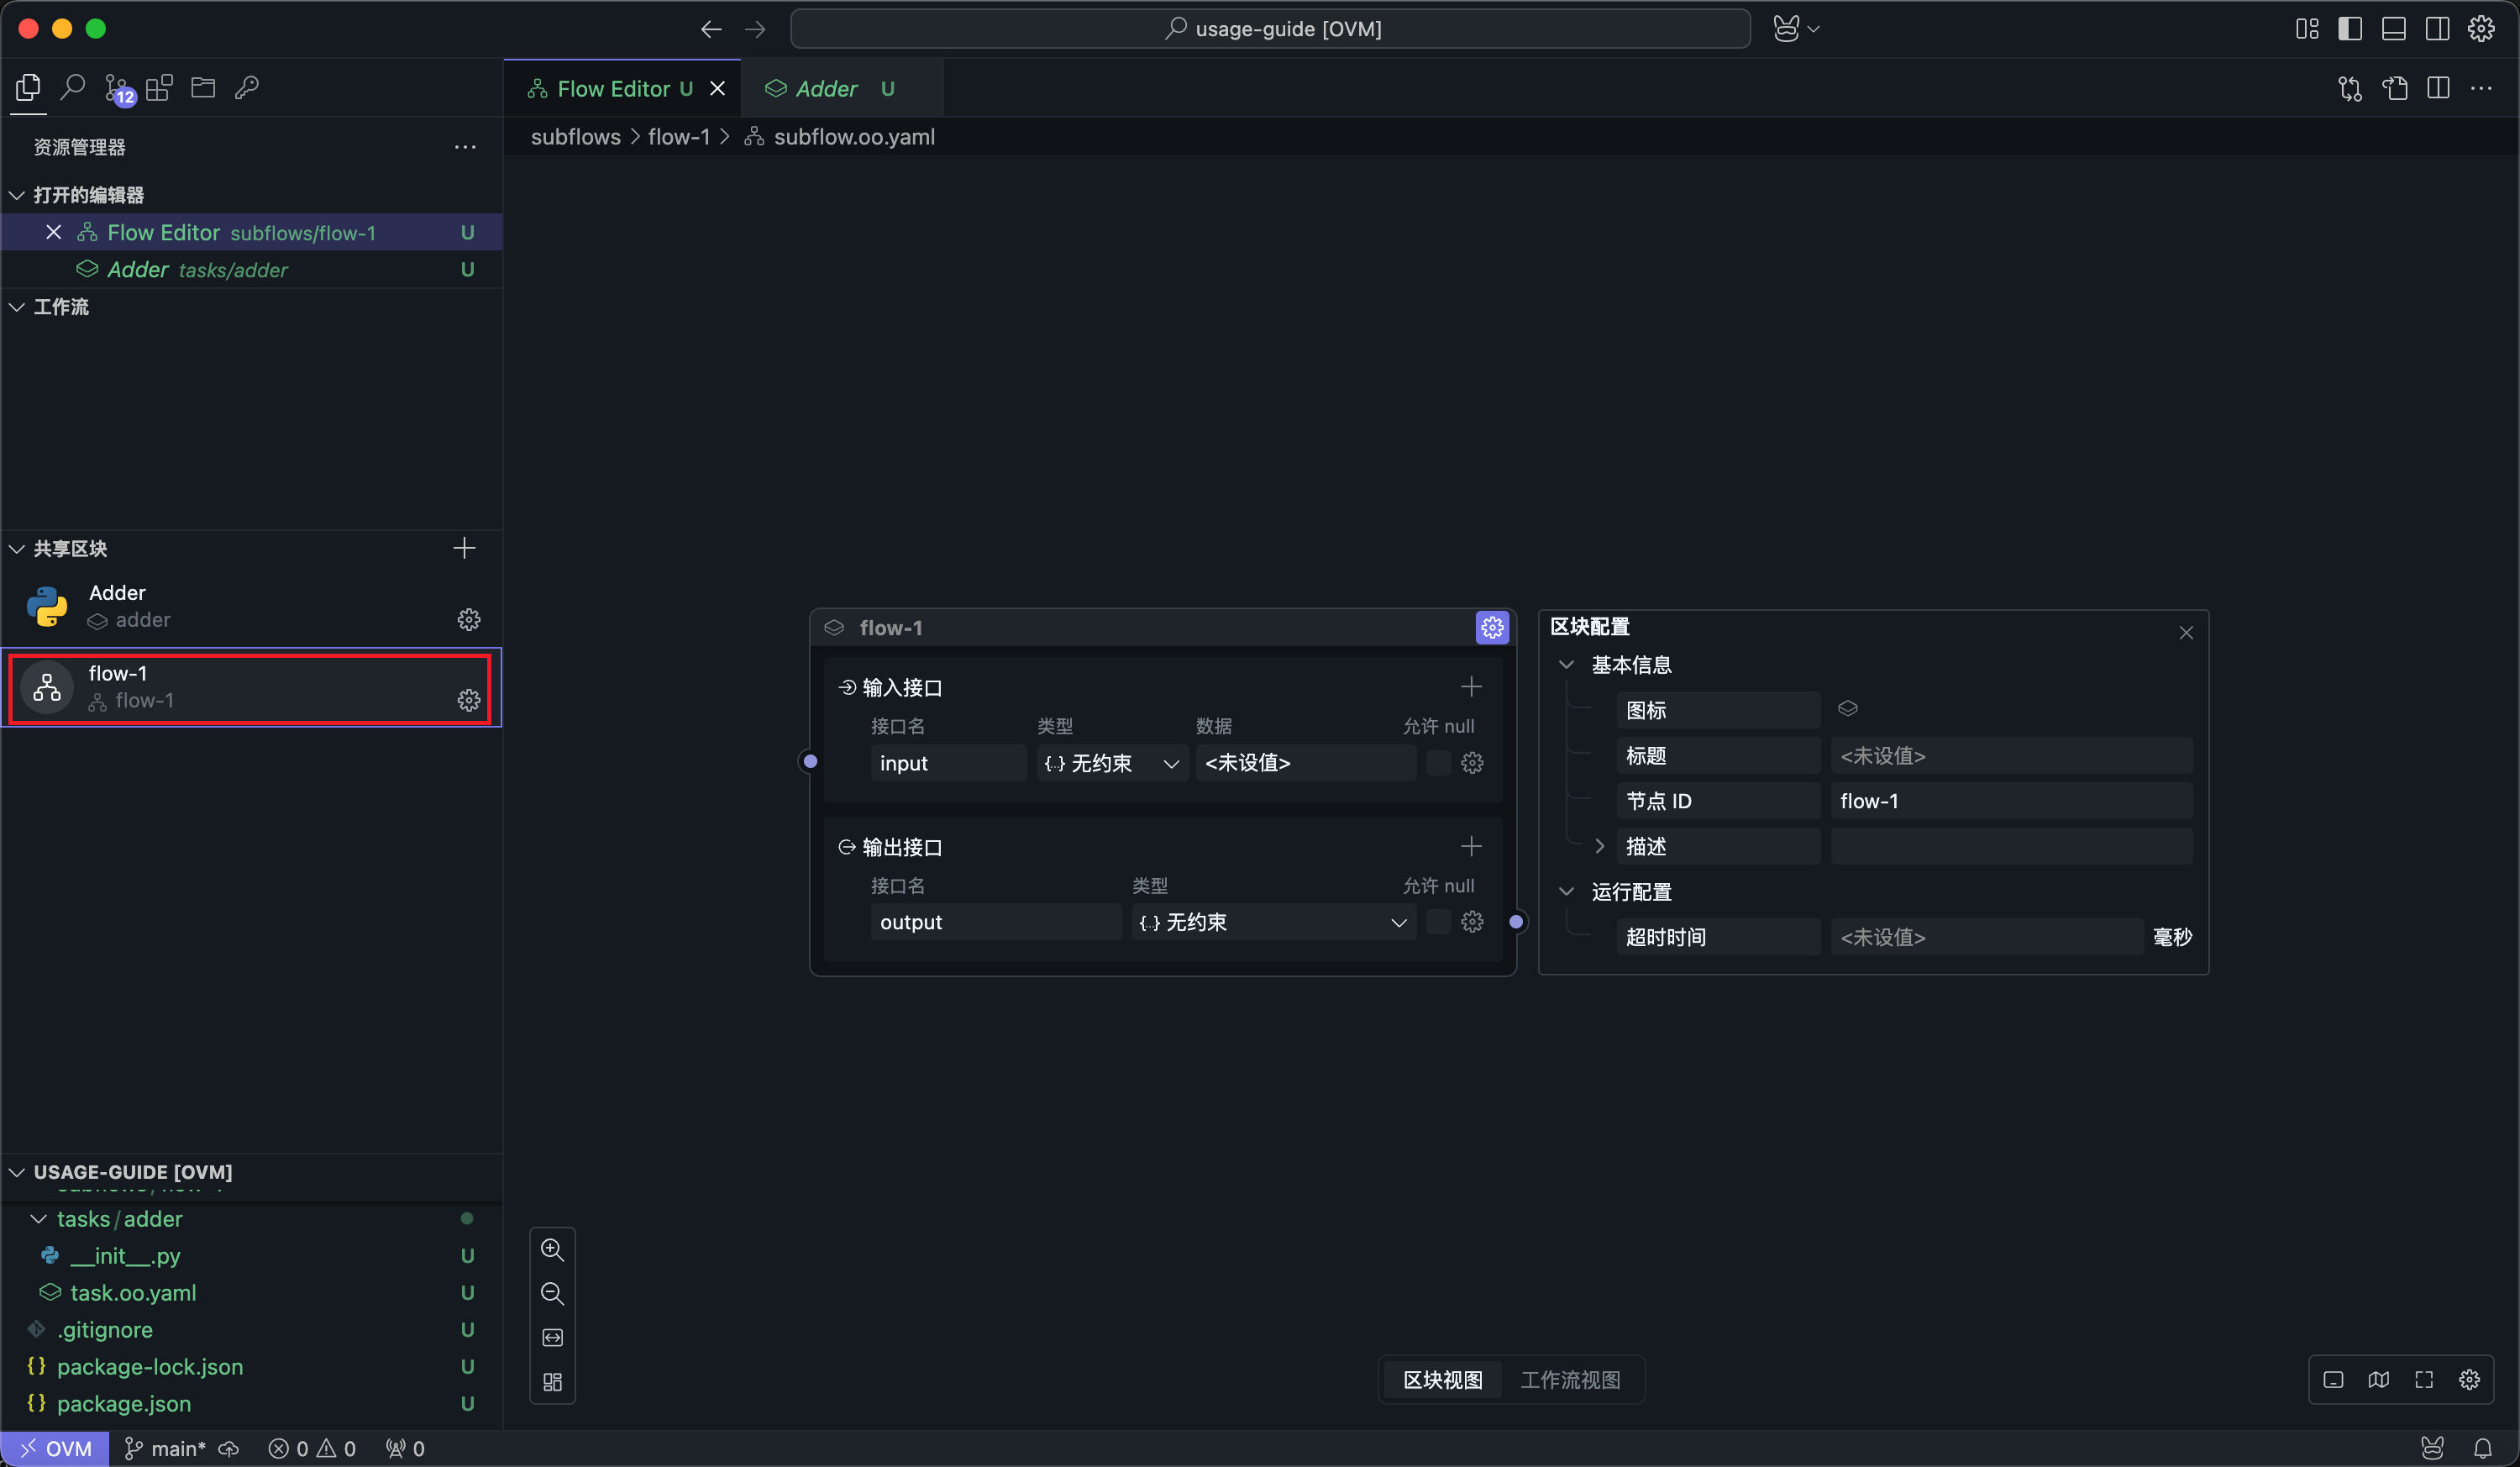 usage-guide [OVM]
12
Flow Editor U
Adder U
subflows > flow-1 > subflow.oo.yaml
资源管理器
打开的编辑器
Flow Editor subflows/flow-1 U
Adder tasks/adder U
工作流
共享区块
Adder
adder
flow-1
flow-1
flow-1
输入接口
接口名 类型 数据 允许 null
input {..} 无约束 <未设值>
输出接口
接口名 类型 允许 null
output {..} 无约束
区块配置
基本信息
图标
标题 <未设值>
节点 ID flow-1
描述
运行配置
超时时间 <未设值> 毫秒
USAGE-GUIDE [OVM]
tasks/adder
__init__.py U
task.oo.yaml U
.gitignore U
{} package-lock.json U
{} package.json U
区块视图 工作流视图
OVM main* 0 0 0